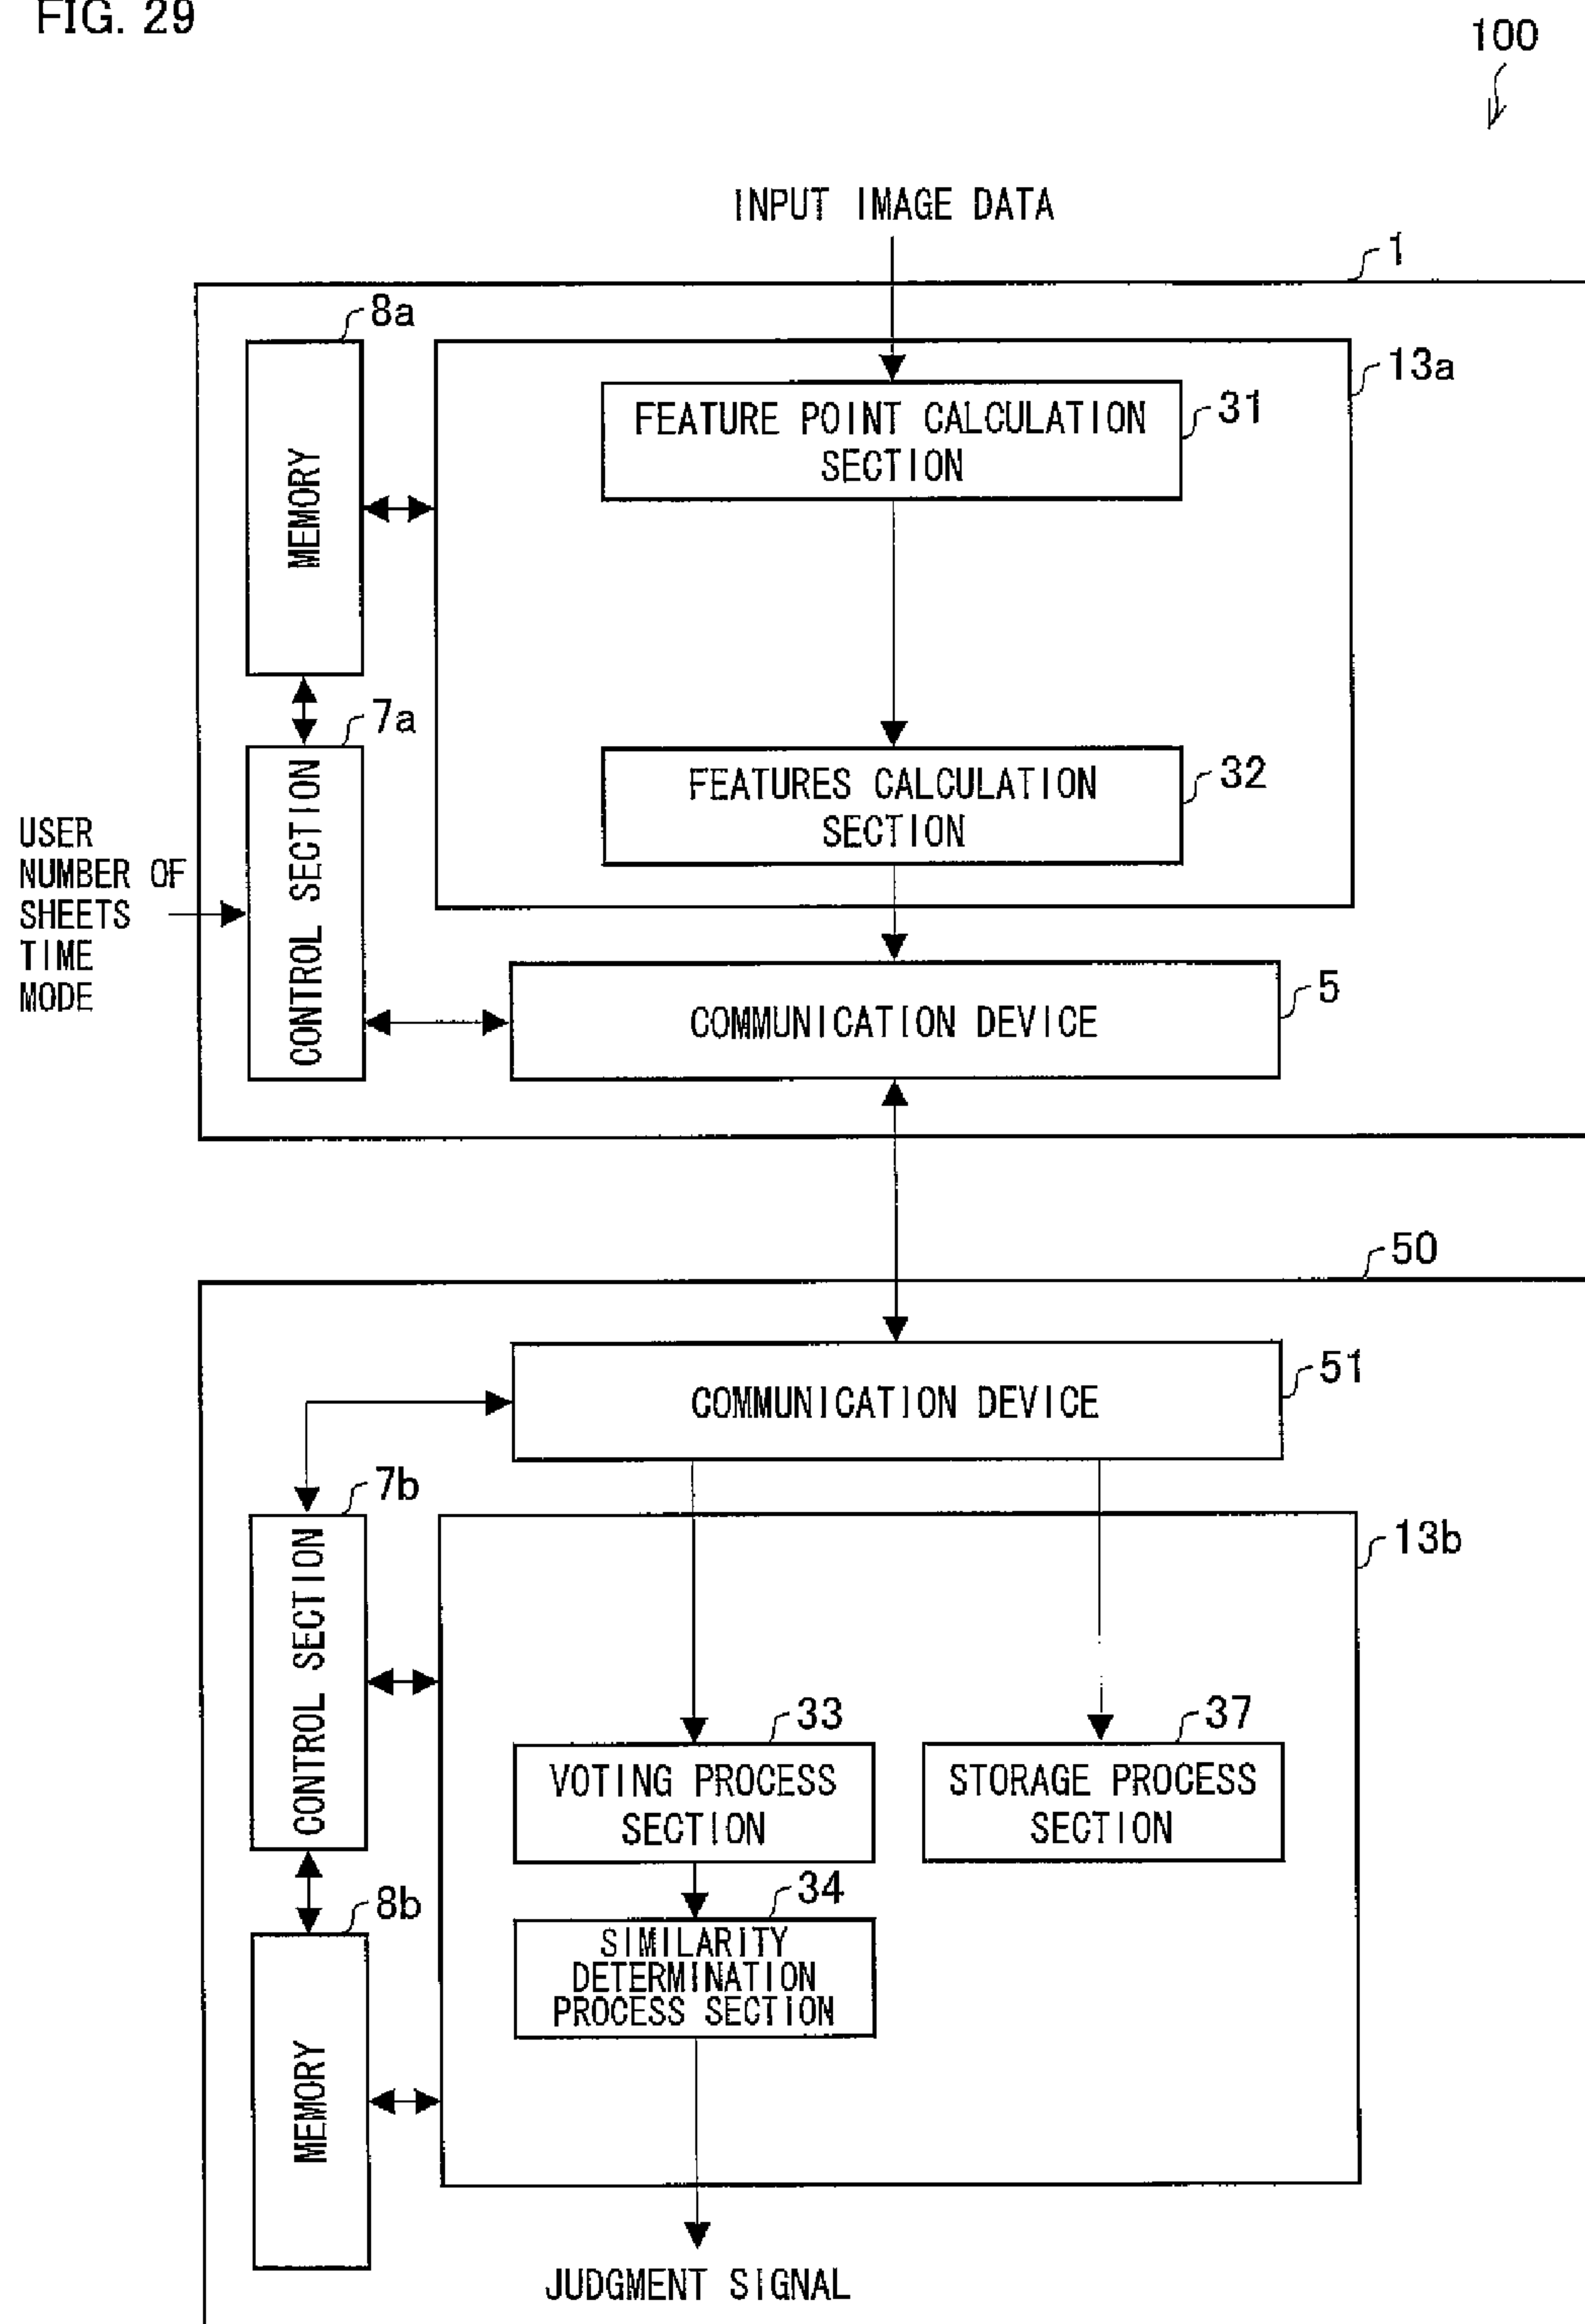 FIG. 29
100
INPUT IMAGE DATA
1
8a
13a
MEMORY
FEATURE POINT CALCULATION
SECTION
31
7a
CONTROL SECTION
FEATURES CALCULATION
SECTION
32
USER
NUMBER OF
SHEETS
TIME
MODE
COMMUNICATION DEVICE
5
50
COMMUNICATION DEVICE
51
7b
CONTROL SECTION
13b
33
VOTING PROCESS
SECTION
37
STORAGE PROCESS
SECTION
34
SIMILARITY
DETERMINATION
PROCESS SECTION
8b
MEMORY
JUDGMENT SIGNAL